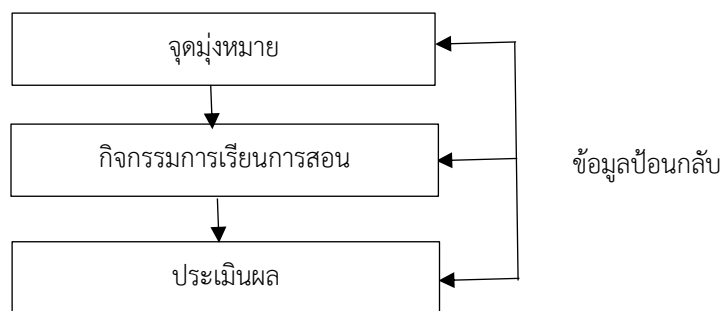 จุดมุ่งหมาย
กิจกรรมการเรียนการสอน
ข้อมูลป้อนกลับ
ประเมินผล